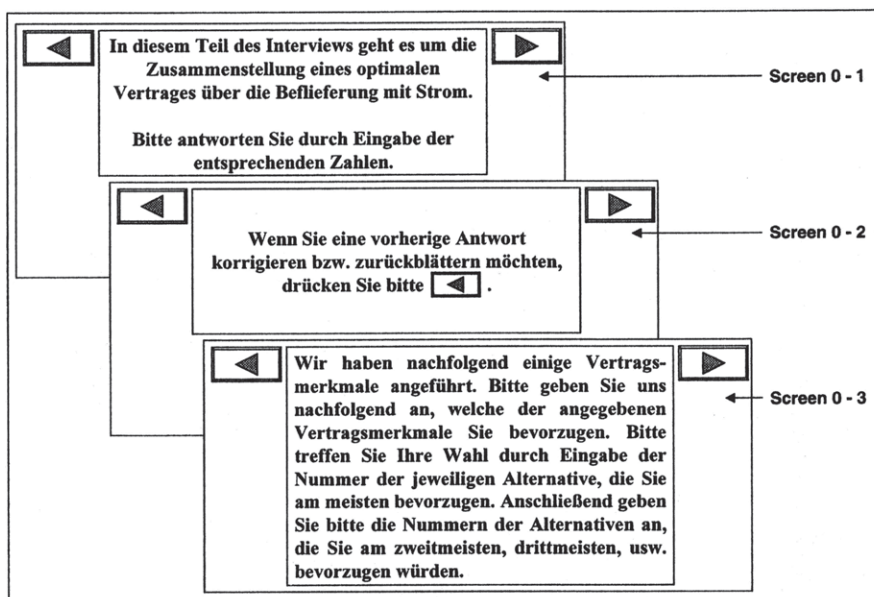 In diesem Teil des Interviews geht es um die
Zusammenstellung eines optimalen
Vertrages über die Beflieferung mit Strom.
Bitte antworten Sie durch Eingabe der
entsprechenden Zahlen.
Screen 0 - 1
Wenn Sie eine vorherige Antwort
korrigieren bzw. zurückblättern möchten,
drücken Sie bitte .
Screen 0 - 2
Wir haben nachfolgend einige Vertrags-
merkmale angeführt. Bitte geben Sie uns
nachfolgend an, welche der angegebenen
Vertragsmerkmale Sie bevorzugen. Bitte
treffen Sie Ihre Wahl durch Eingabe der
Nummer der jeweiligen Alternative, die Sie
am meisten bevorzugen. Anschließend geben
Sie bitte die Nummern der Alternativen an,
die Sie am zweitmeisten, drittmeisten, usw.
bevorzugen würden.
Screen 0 - 3